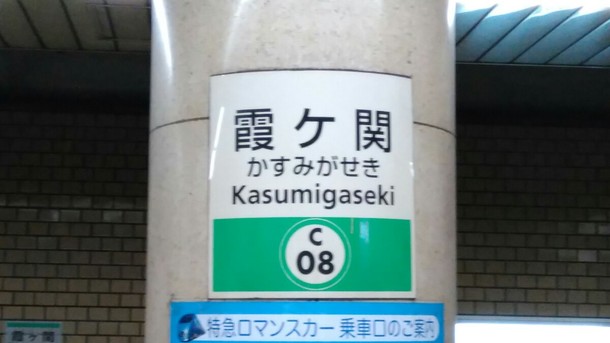 霞ケ関
かすみがせき
Kasumigaseki
C
08
特急ロマンスカー 乗車口のご案内
霞ケ関